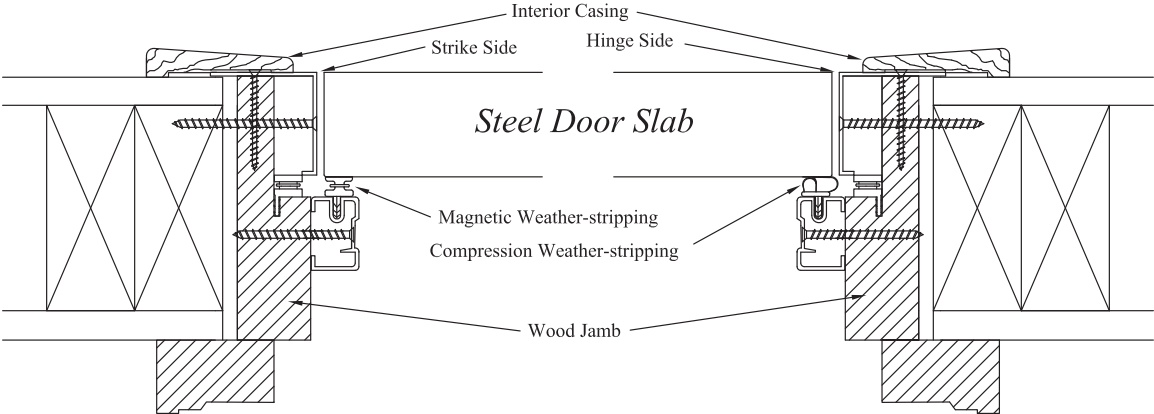 Interior Casing
Strike Side
Hinge Side
Steel Door Slab
Magnetic Weather-stripping
Compression Weather-stripping
Wood Jamb